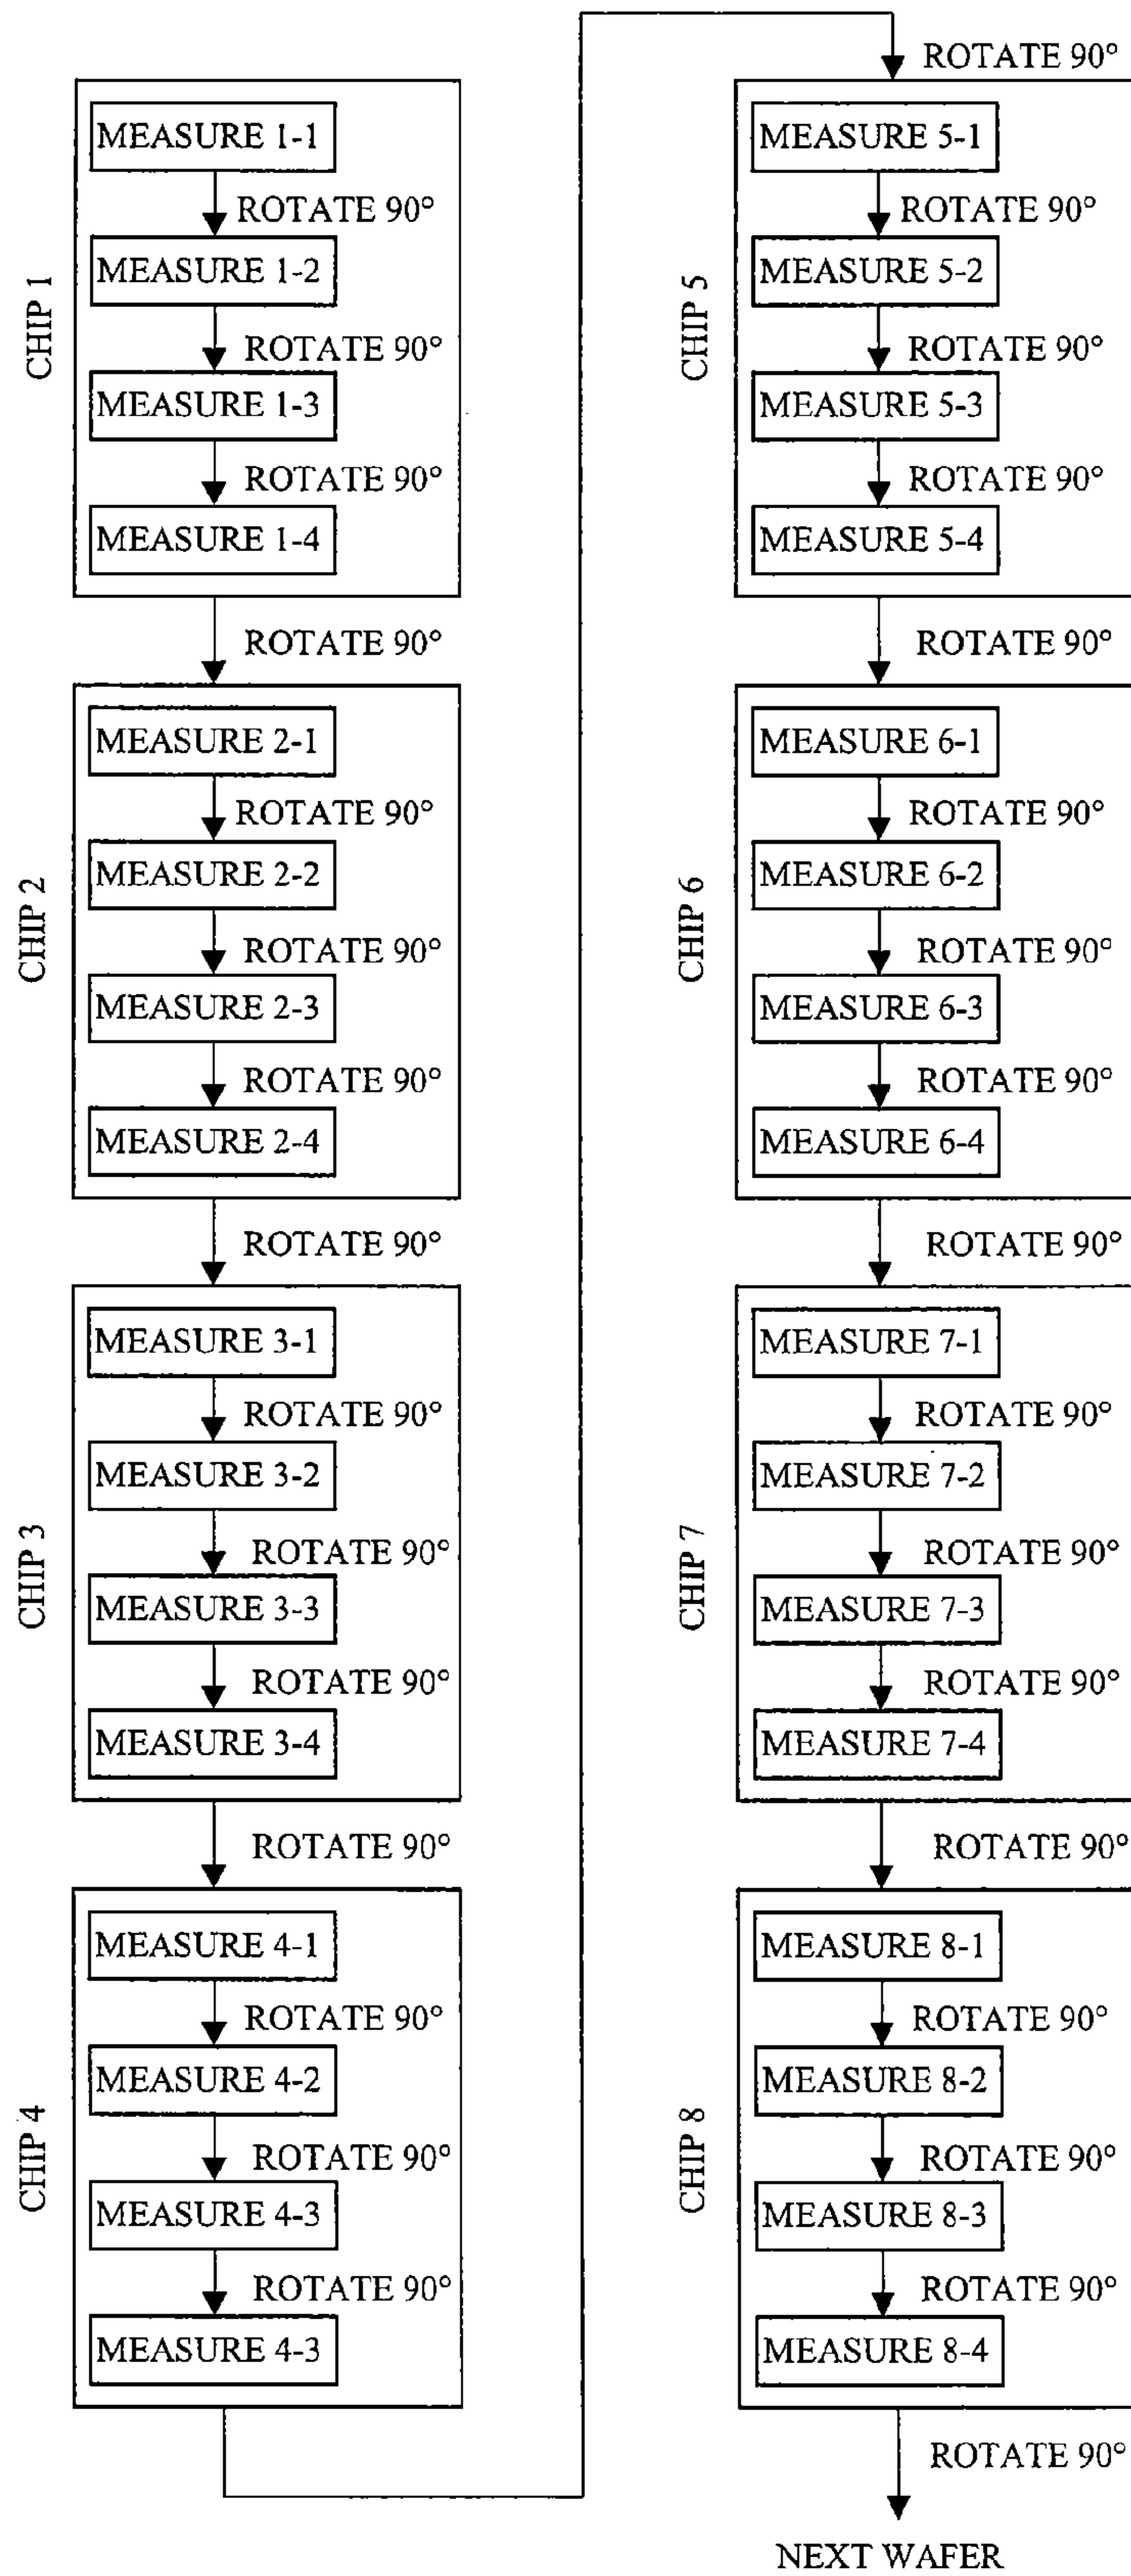 CHIP 1
MEASURE 1-1
ROTATE 90°
MEASURE 1-2
ROTATE 90°
MEASURE 1-3
ROTATE 90°
MEASURE 1-4
ROTATE 90°
CHIP 2
MEASURE 2-1
ROTATE 90°
MEASURE 2-2
ROTATE 90°
MEASURE 2-3
ROTATE 90°
MEASURE 2-4
ROTATE 90°
CHIP 3
MEASURE 3-1
ROTATE 90°
MEASURE 3-2
ROTATE 90°
MEASURE 3-3
ROTATE 90°
MEASURE 3-4
ROTATE 90°
CHIP 4
MEASURE 4-1
ROTATE 90°
MEASURE 4-2
ROTATE 90°
MEASURE 4-3
ROTATE 90°
MEASURE 4-3
ROTATE 90°
CHIP 5
MEASURE 5-1
ROTATE 90°
MEASURE 5-2
ROTATE 90°
MEASURE 5-3
ROTATE 90°
MEASURE 5-4
ROTATE 90°
CHIP 6
MEASURE 6-1
ROTATE 90°
MEASURE 6-2
ROTATE 90°
MEASURE 6-3
ROTATE 90°
MEASURE 6-4
ROTATE 90°
CHIP 7
MEASURE 7-1
ROTATE 90°
MEASURE 7-2
ROTATE 90°
MEASURE 7-3
ROTATE 90°
MEASURE 7-4
ROTATE 90°
CHIP 8
MEASURE 8-1
ROTATE 90°
MEASURE 8-2
ROTATE 90°
MEASURE 8-3
ROTATE 90°
MEASURE 8-4
ROTATE 90°
NEXT WAFER